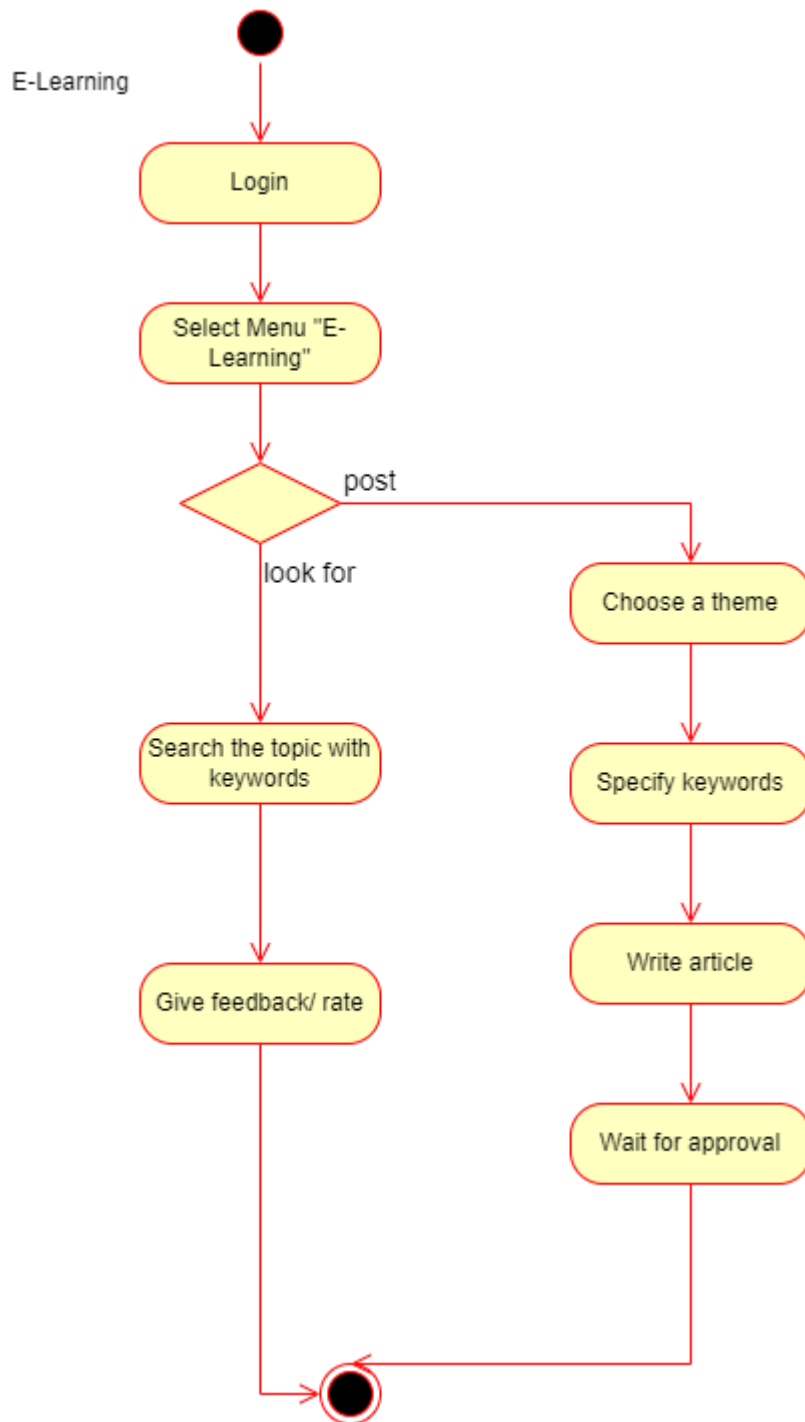 E-Learning
Login
Select Menu "E-
Learning"
post
look for
Choose a theme
Search the topic with
keywords
Specify keywords
Write article
Give feedback/ rate
Wait for approval